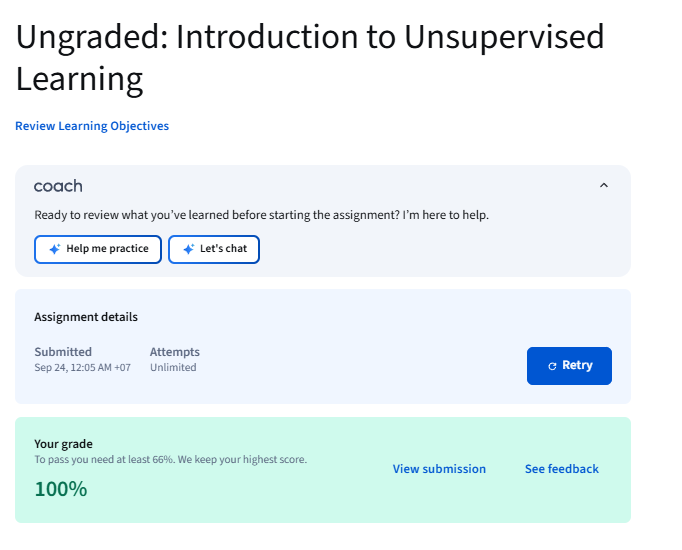 Ungraded: Introduction to Unsupervised
Learning
Review Learning Objectives
coach
Ready to review what you've learned before starting the assignment? I'm here to help.
Help me practice
Let's chat
Assignment details
Submitted
Attempts
Sep 24, 12:05 AM +07
Unlimited
Retry
Your grade
To pass you need at least 66%. We keep your highest score.
View submission
See feedback
100%